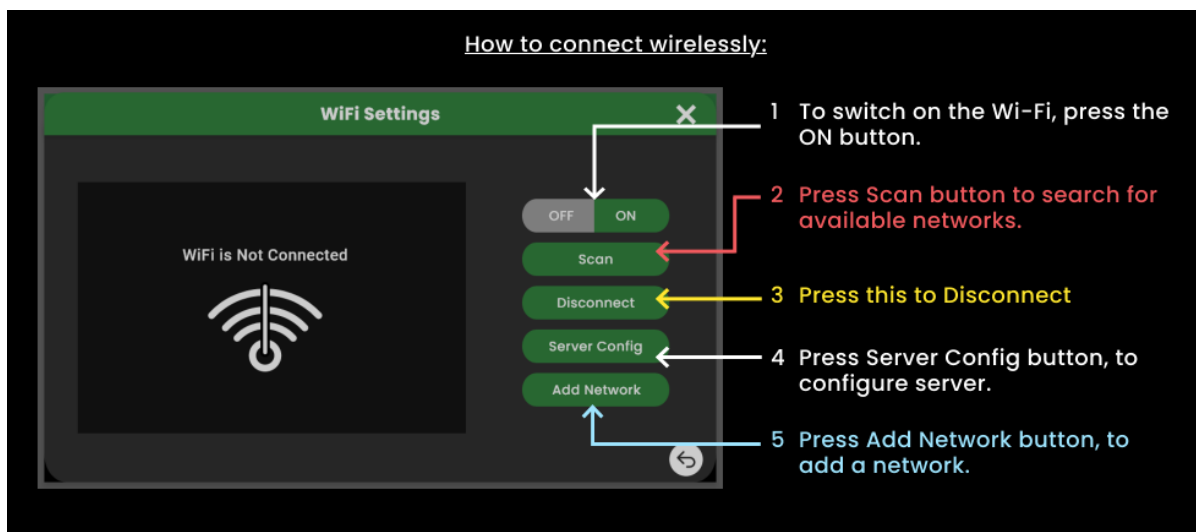 How to connect wirelessly:
WiFi Settings
WiFi is Not Connected
OFF ON
Scan
Disconnect
Server Config
Add Network
1 To switch on the Wi-Fi, press the
ON button.
2 Press Scan button to search for
available networks.
3 Press this to Disconnect
4 Press Server Config button, to
configure server.
5 Press Add Network button, to
add a network.